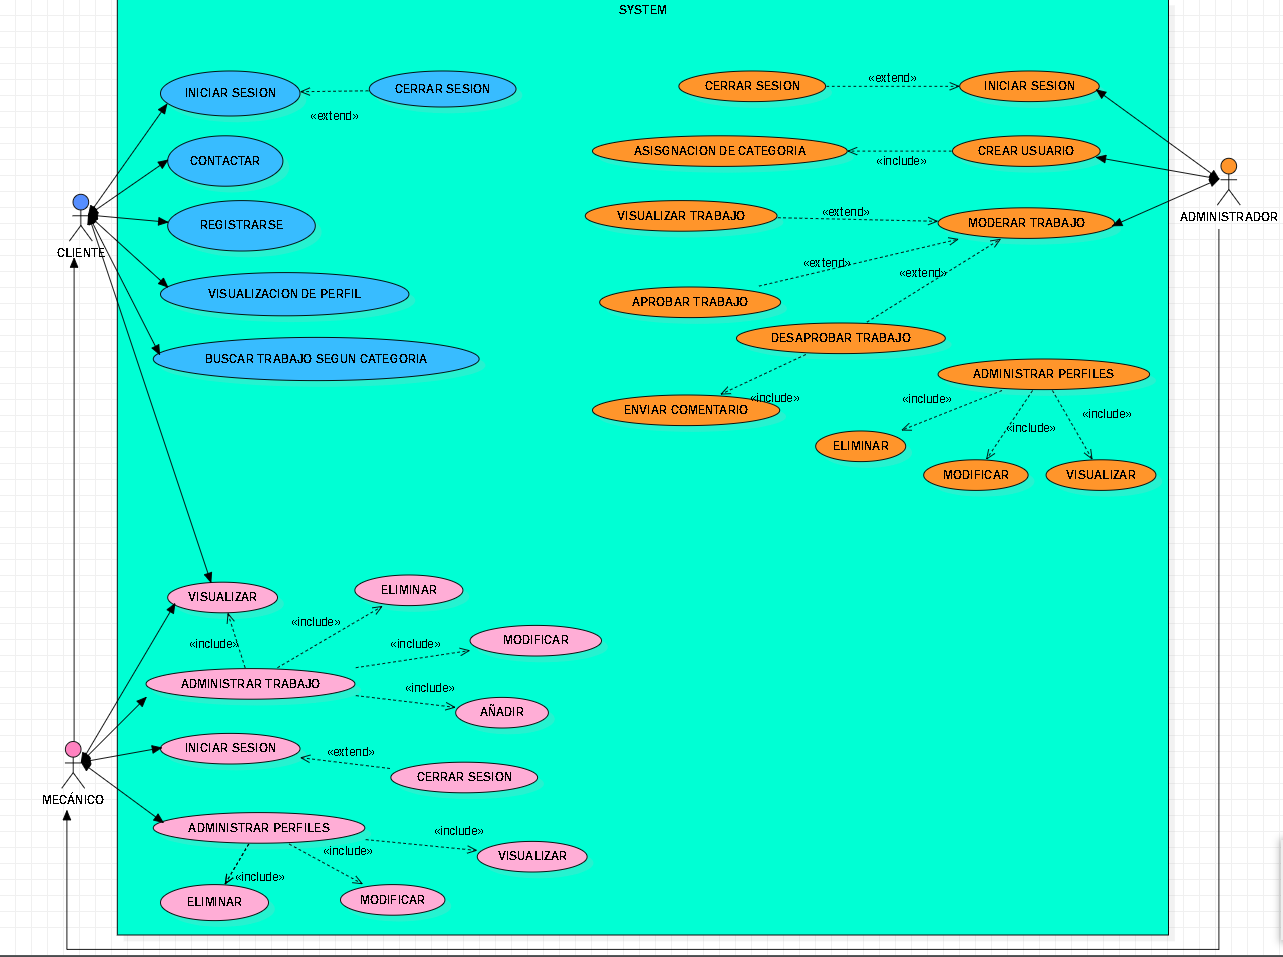 SYSTEM
INICIAR SESION
CERRAR SESION
«extend»
CONTACTAR
REGISTRARSE
VISUALIZACION DE PERFIL
BUSCAR TRABAJO SEGUN CATEGORIA
CLIENTE
CERRAR SESION
«extend»
INICIAR SESION
ASISGNACION DE CATEGORIA
«include»
CREAR USUARIO
VISUALIZAR TRABAJO
«extend»
MODERAR TRABAJO
ADMINISTRADOR
«extend»
«extend»
APROBAR TRABAJO
DESAPROBAR TRABAJO
«include»
ENVIAR COMENTARIO
ADMINISTRAR PERFILES
«include»
«include»
«include»
ELIMINAR
MODIFICAR
VISUALIZAR
VISUALIZAR
ELIMINAR
«include»
«include»
«include»
MODIFICAR
ADMINISTRAR TRABAJO
«include»
AÑADIR
INICIAR SESION
«extend»
CERRAR SESION
MECÁNICO
ADMINISTRAR PERFILES
«include»
«include»
VISUALIZAR
«include»
ELIMINAR
MODIFICAR